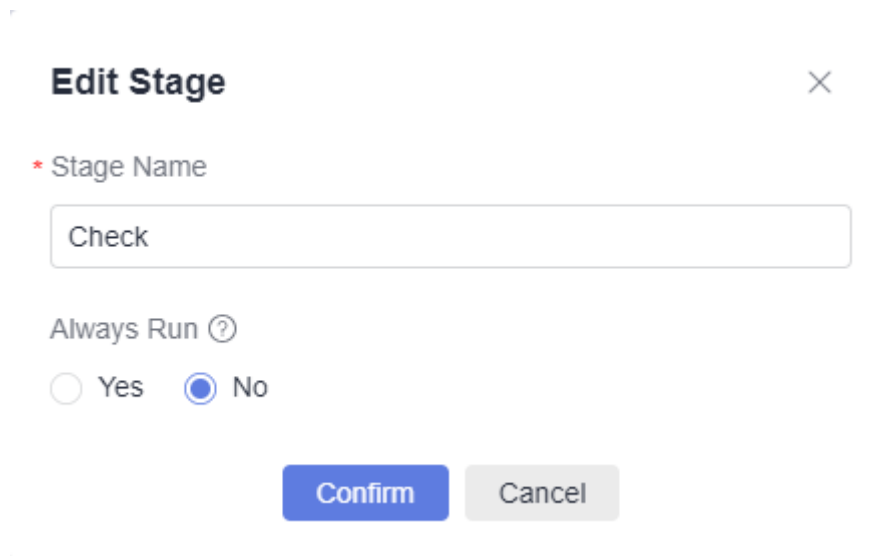 Edit Stage
* Stage Name
Check
Always Run ?
Yes No
Confirm Cancel